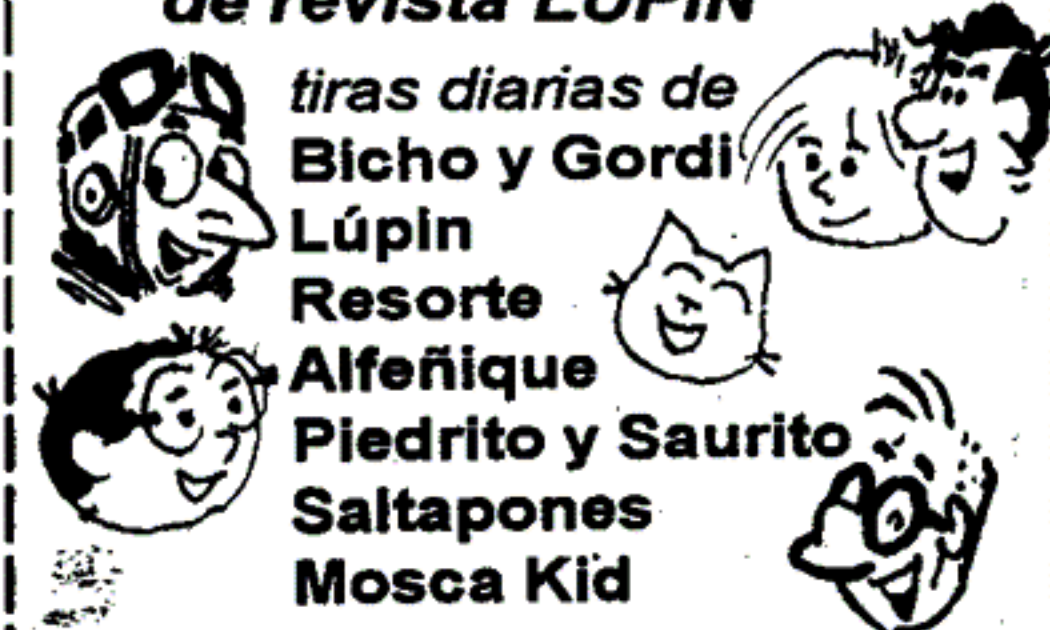 de revista LUPIN
tiras diarias de
Bicho y Gordi
Lúpin
Resorte
Alfeñique
Piedrito y Saurito
Saltapones
Mosca Kid